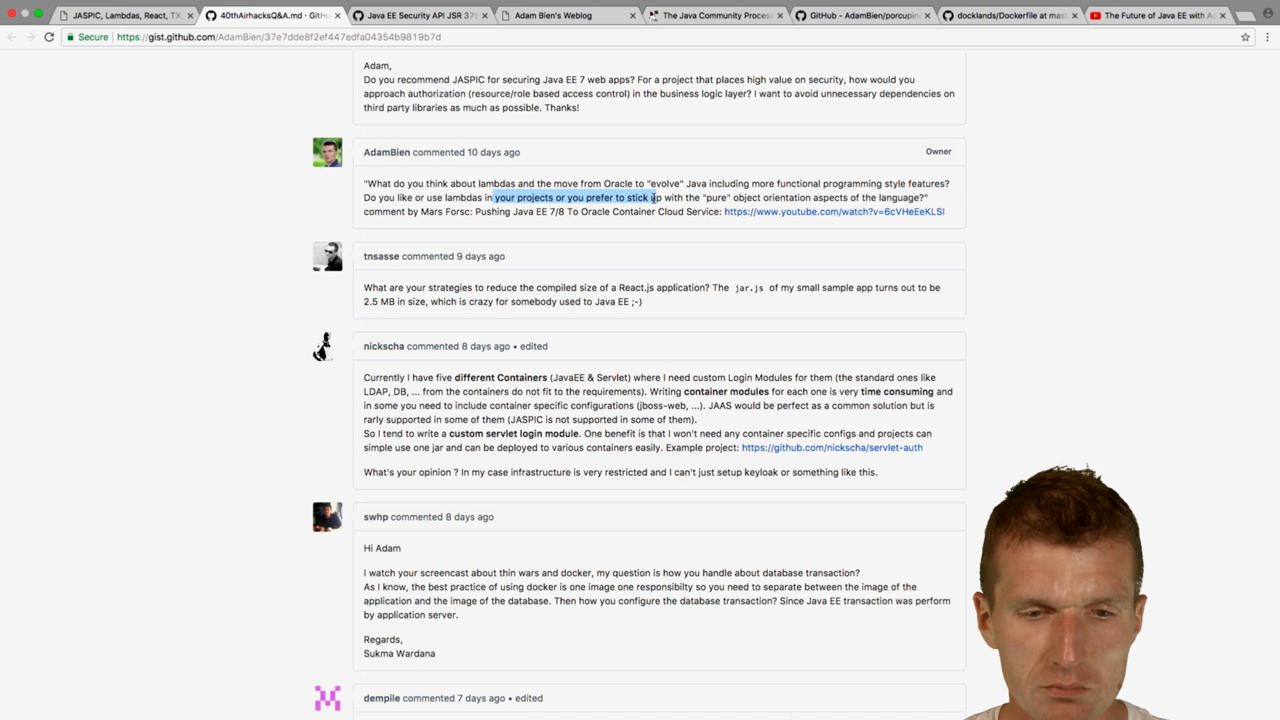 JASPIC, Lambdas, React, TX,
40thAirhacksQ&A.md · GitHu
Java EE Security API JSR 375
Adam Bien's Weblog
The Java Community Proces
GitHub - AdamBien/porcupin
docklands/Dockerfile at mast
The Future of Java EE with Ad
Secure
https://gist.github.com/AdamBien/37e7dde8f2ef447edfa04354b9819b7d
Adam,
Do you recommend JASPIC for securing Java EE 7 web apps? For a project that places high value on security, how would you
approach authorization (resource/role based access control) in the business logic layer? I want to avoid unnecessary dependencies on
third party libraries as much as possible. Thanks!
AdamBien commented 10 days ago
Owner
"What do you think about lambdas and the move from Oracle to "evolve" Java including more functional programming style features?
Do you like or use lambdas in your projects or you prefer to stick up with the "pure" object orientation aspects of the language?"
comment by Mars Forsc: Pushing Java EE 7/8 To Oracle Container Cloud Service: https://www.youtube.com/watch?v=6cVHeEeKLSI
tnsasse commented 9 days ago
What are your strategies to reduce the compiled size of a React.js application? The jar.js of my small sample app turns out to be
2.5 MB in size, which is crazy for somebody used to Java EE ;-)
nickscha commented 8 days ago • edited
Currently I have five different Containers (JavaEE & Servlet) where I need custom Login Modules for them (the standard ones like
LDAP, DB, ... from the containers do not fit to the requirements). Writing container modules for each one is very time consuming and
in some you need to include container specific configurations (jboss-web, ...). JAAS would be perfect as a common solution but is
rarly supported in some of them (JASPIC is not supported in some of them).
So I tend to write a custom servlet login module. One benefit is that I won't need any container specific configs and projects can
simple use one jar and can be deployed to various containers easily. Example project: https://github.com/nickscha/servlet-auth
What's your opinion ? In my case infrastructure is very restricted and I can't just setup keyloak or something like this.
swhp commented 8 days ago
Hi Adam
I watch your screencast about thin wars and docker, my question is how you handle about database transaction?
As I know, the best practice of using docker is one image one responsibilty so you need to separate between the image of the
application and the image of the database. Then how you configure the database transaction? Since Java EE transaction was perform
by application server.
Regards,
Sukma Wardana
dempile commented 7 days ago • edited